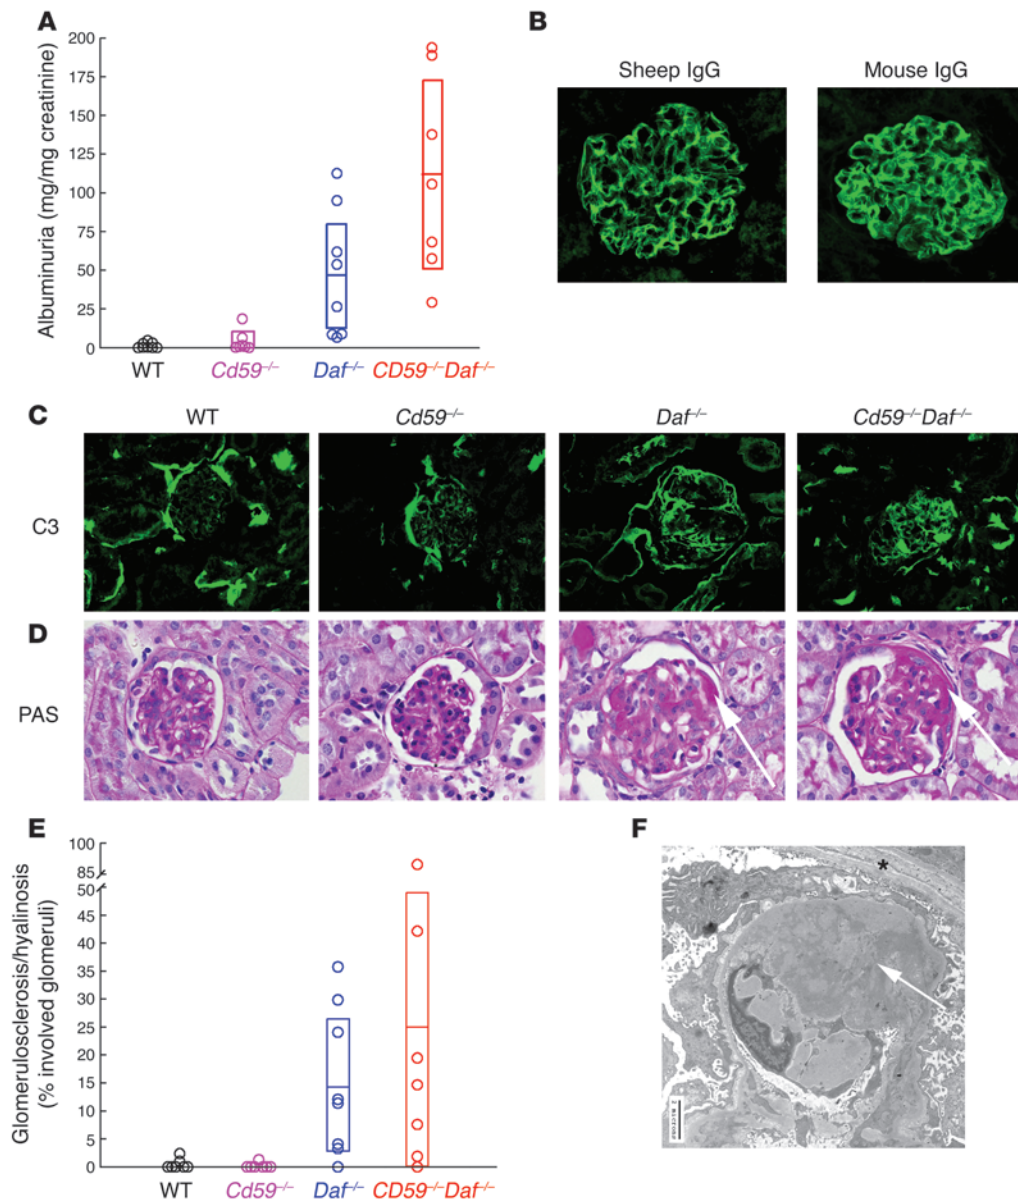 A
Albuminuria (mg/mg creatinine)
200
175
150
125
100
75
50
25
0
WT
Cd59⁻/⁻
Daf⁻/⁻
CD59⁻/⁻Daf⁻/⁻
B
Sheep IgG
Mouse IgG
C
WT
Cd59⁻/⁻
Daf⁻/⁻
Cd59⁻/⁻Daf⁻/⁻
C3
D
PAS
E
Glomerulosclerosis/hyalinosis
(% involved glomeruli)
100
85
50
45
40
35
30
25
20
15
10
5
0
WT
Cd59⁻/⁻
Daf⁻/⁻
CD59⁻/⁻Daf⁻/⁻
F
*
2 microns